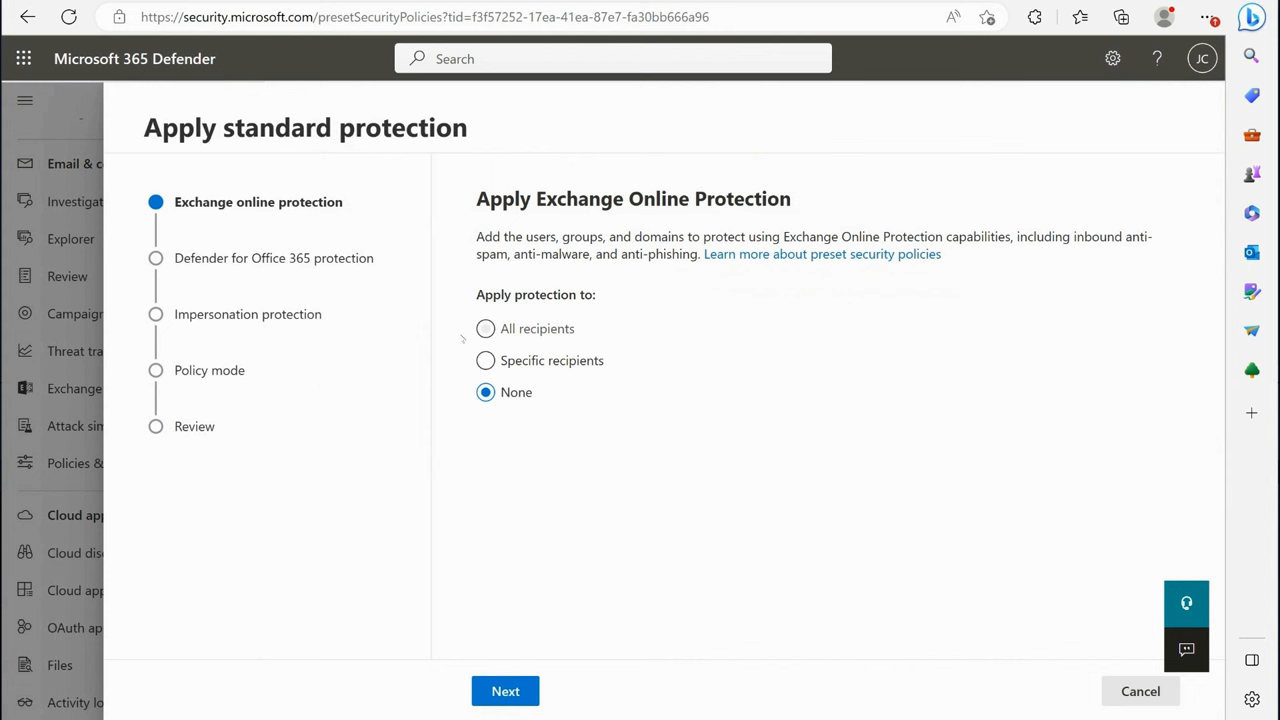 https://security.microsoft.com/presetSecurityPolicies?tid=f3f57252-17ea-41ea-87e7-fa30bb666a96
Microsoft 365 Defender
Search
JC
Apply standard protection
Email & c
Investigat
Explorer
Review
Campaign
Threat tra
Exchange
Attack sim
Policies &
Cloud app
Cloud disc
Cloud app
OAuth ap
Files
Activity lo
Exchange online protection
Defender for Office 365 protection
Impersonation protection
Policy mode
Review
Apply Exchange Online Protection
Add the users, groups, and domains to protect using Exchange Online Protection capabilities, including inbound anti-
spam, anti-malware, and anti-phishing. Learn more about preset security policies
Apply protection to:
All recipients
Specific recipients
None
Next
Cancel